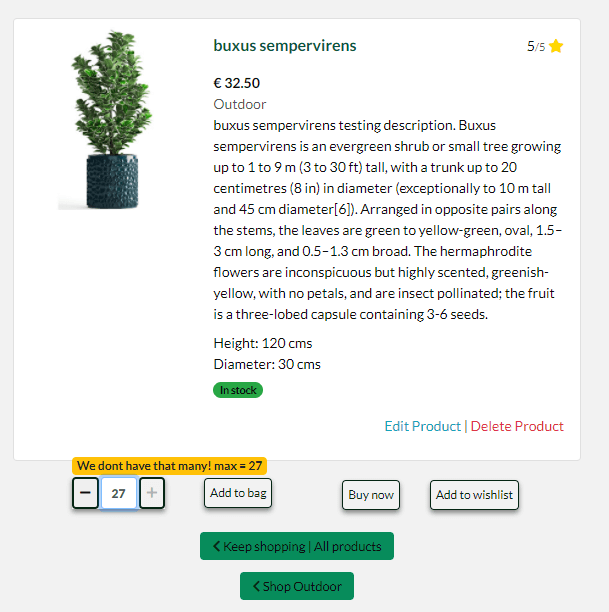 buxus sempervirens
5/5
€ 32.50
Outdoor
buxus sempervirens testing description. Buxus
sempervirens is an evergreen shrub or small tree growing
up to 1 to 9 m (3 to 30 ft) tall, with a trunk up to 20
centimetres (8 in) in diameter (exceptionally to 10 m tall
and 45 cm diameter[6]). Arranged in opposite pairs along
the stems, the leaves are green to yellow-green, oval, 1.5–
3 cm long, and 0.5–1.3 cm broad. The hermaphrodite
flowers are inconspicuous but highly scented, greenish-
yellow, with no petals, and are insect pollinated; the fruit
is a three-lobed capsule containing 3-6 seeds.
Height: 120 cms
Diameter: 30 cms
In stock
Edit Product | Delete Product
We dont have that many! max = 27
− 27 +
Add to bag
Buy now
Add to wishlist
Keep shopping | All products
Shop Outdoor